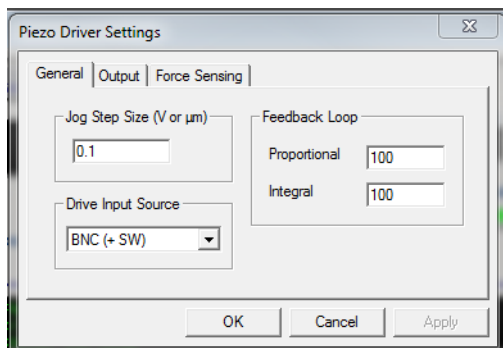 Piezo Driver Settings
General Output Force Sensing
Jog Step Size (V or µm)
0.1
Drive Input Source
BNC (+ SW)
Feedback Loop
Proportional 100
Integral 100
OK Cancel Apply